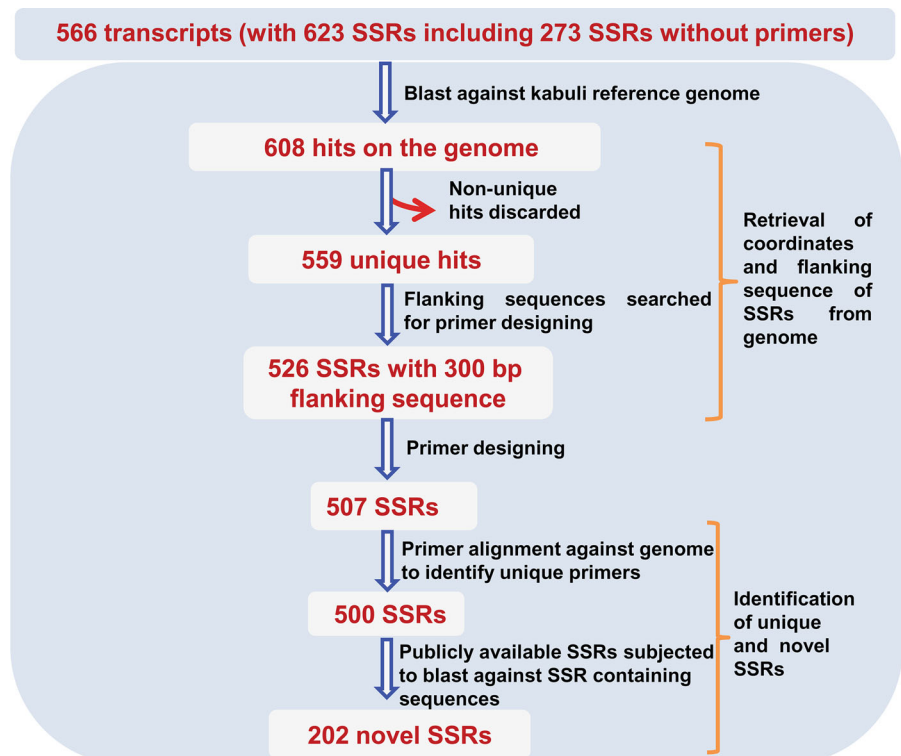 566 transcripts (with 623 SSRs including 273 SSRs without primers)
Blast against kabuli reference genome
608 hits on the genome
Non-unique
hits discarded
559 unique hits
Flanking sequences searched
for primer designing
526 SSRs with 300 bp
flanking sequence
Retrieval of
coordinates
and flanking
sequence of
SSRs from
genome
Primer designing
507 SSRs
Primer alignment against genome
to identify unique primers
500 SSRs
Publicly available SSRs subjected
to blast against SSR containing
sequences
202 novel SSRs
Identification
of unique
and novel
SSRs